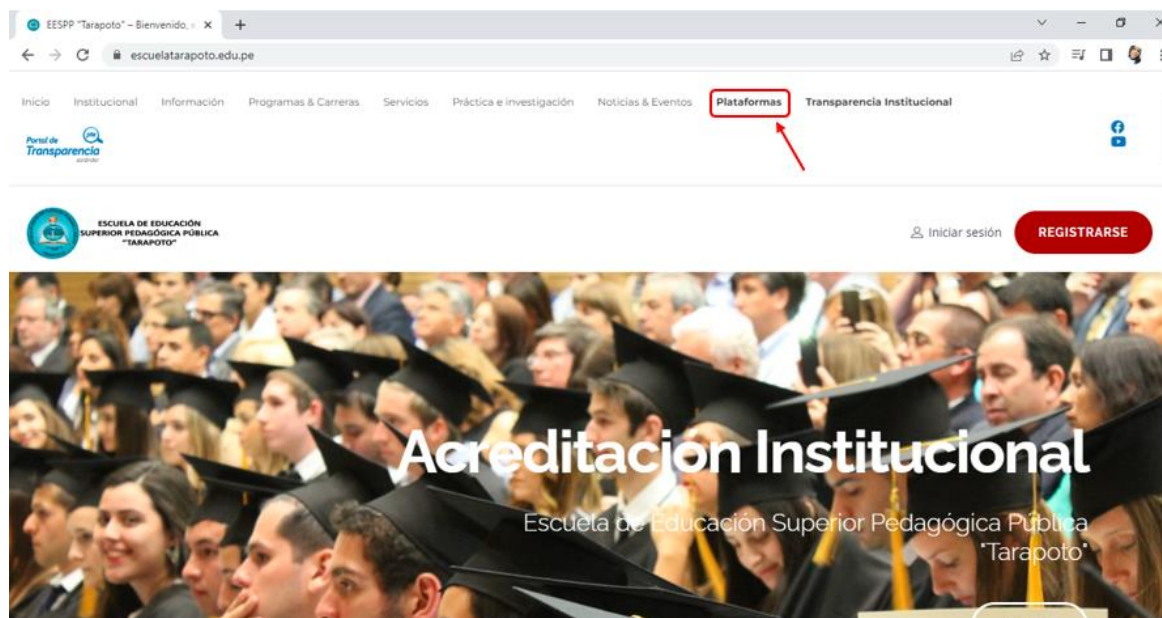 EESPP "Tarapoto" – Bienvenido, e
escuelatarapoto.edu.pe
Inicio Institucional Información Programas & Carreras Servicios Práctica e investigación Noticias & Eventos Plataformas Transparencia Institucional
Portal de
Transparencia
estándar
ESCUELA DE EDUCACIÓN
SUPERIOR PEDAGÓGICA PÚBLICA
"TARAPOTO"
Iniciar sesión REGISTRARSE
Acreditación Institucional
Escuela de Educación Superior Pedagógica Pública
"Tarapoto"